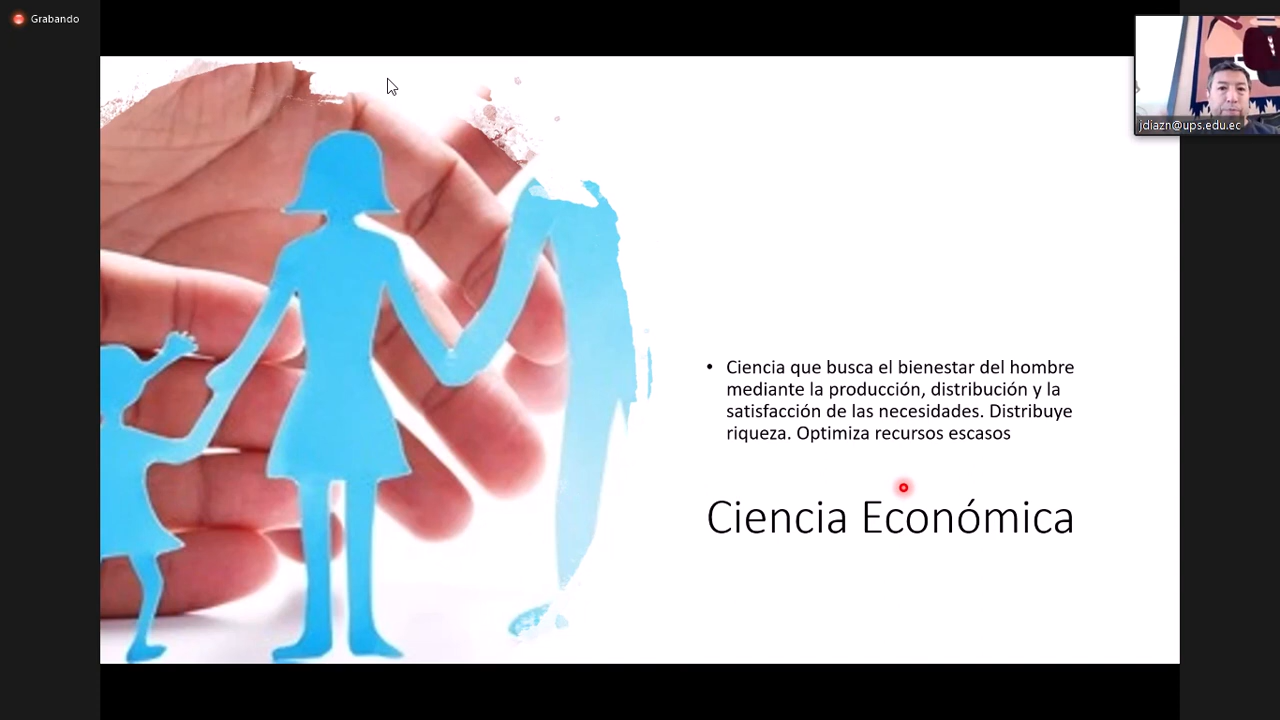 Grabando
jdiazn@ups.edu.ec
• Ciencia que busca el bienestar del hombre
mediante la producción, distribución y la
satisfacción de las necesidades. Distribuye
riqueza. Optimiza recursos escasos
Ciencia Económica